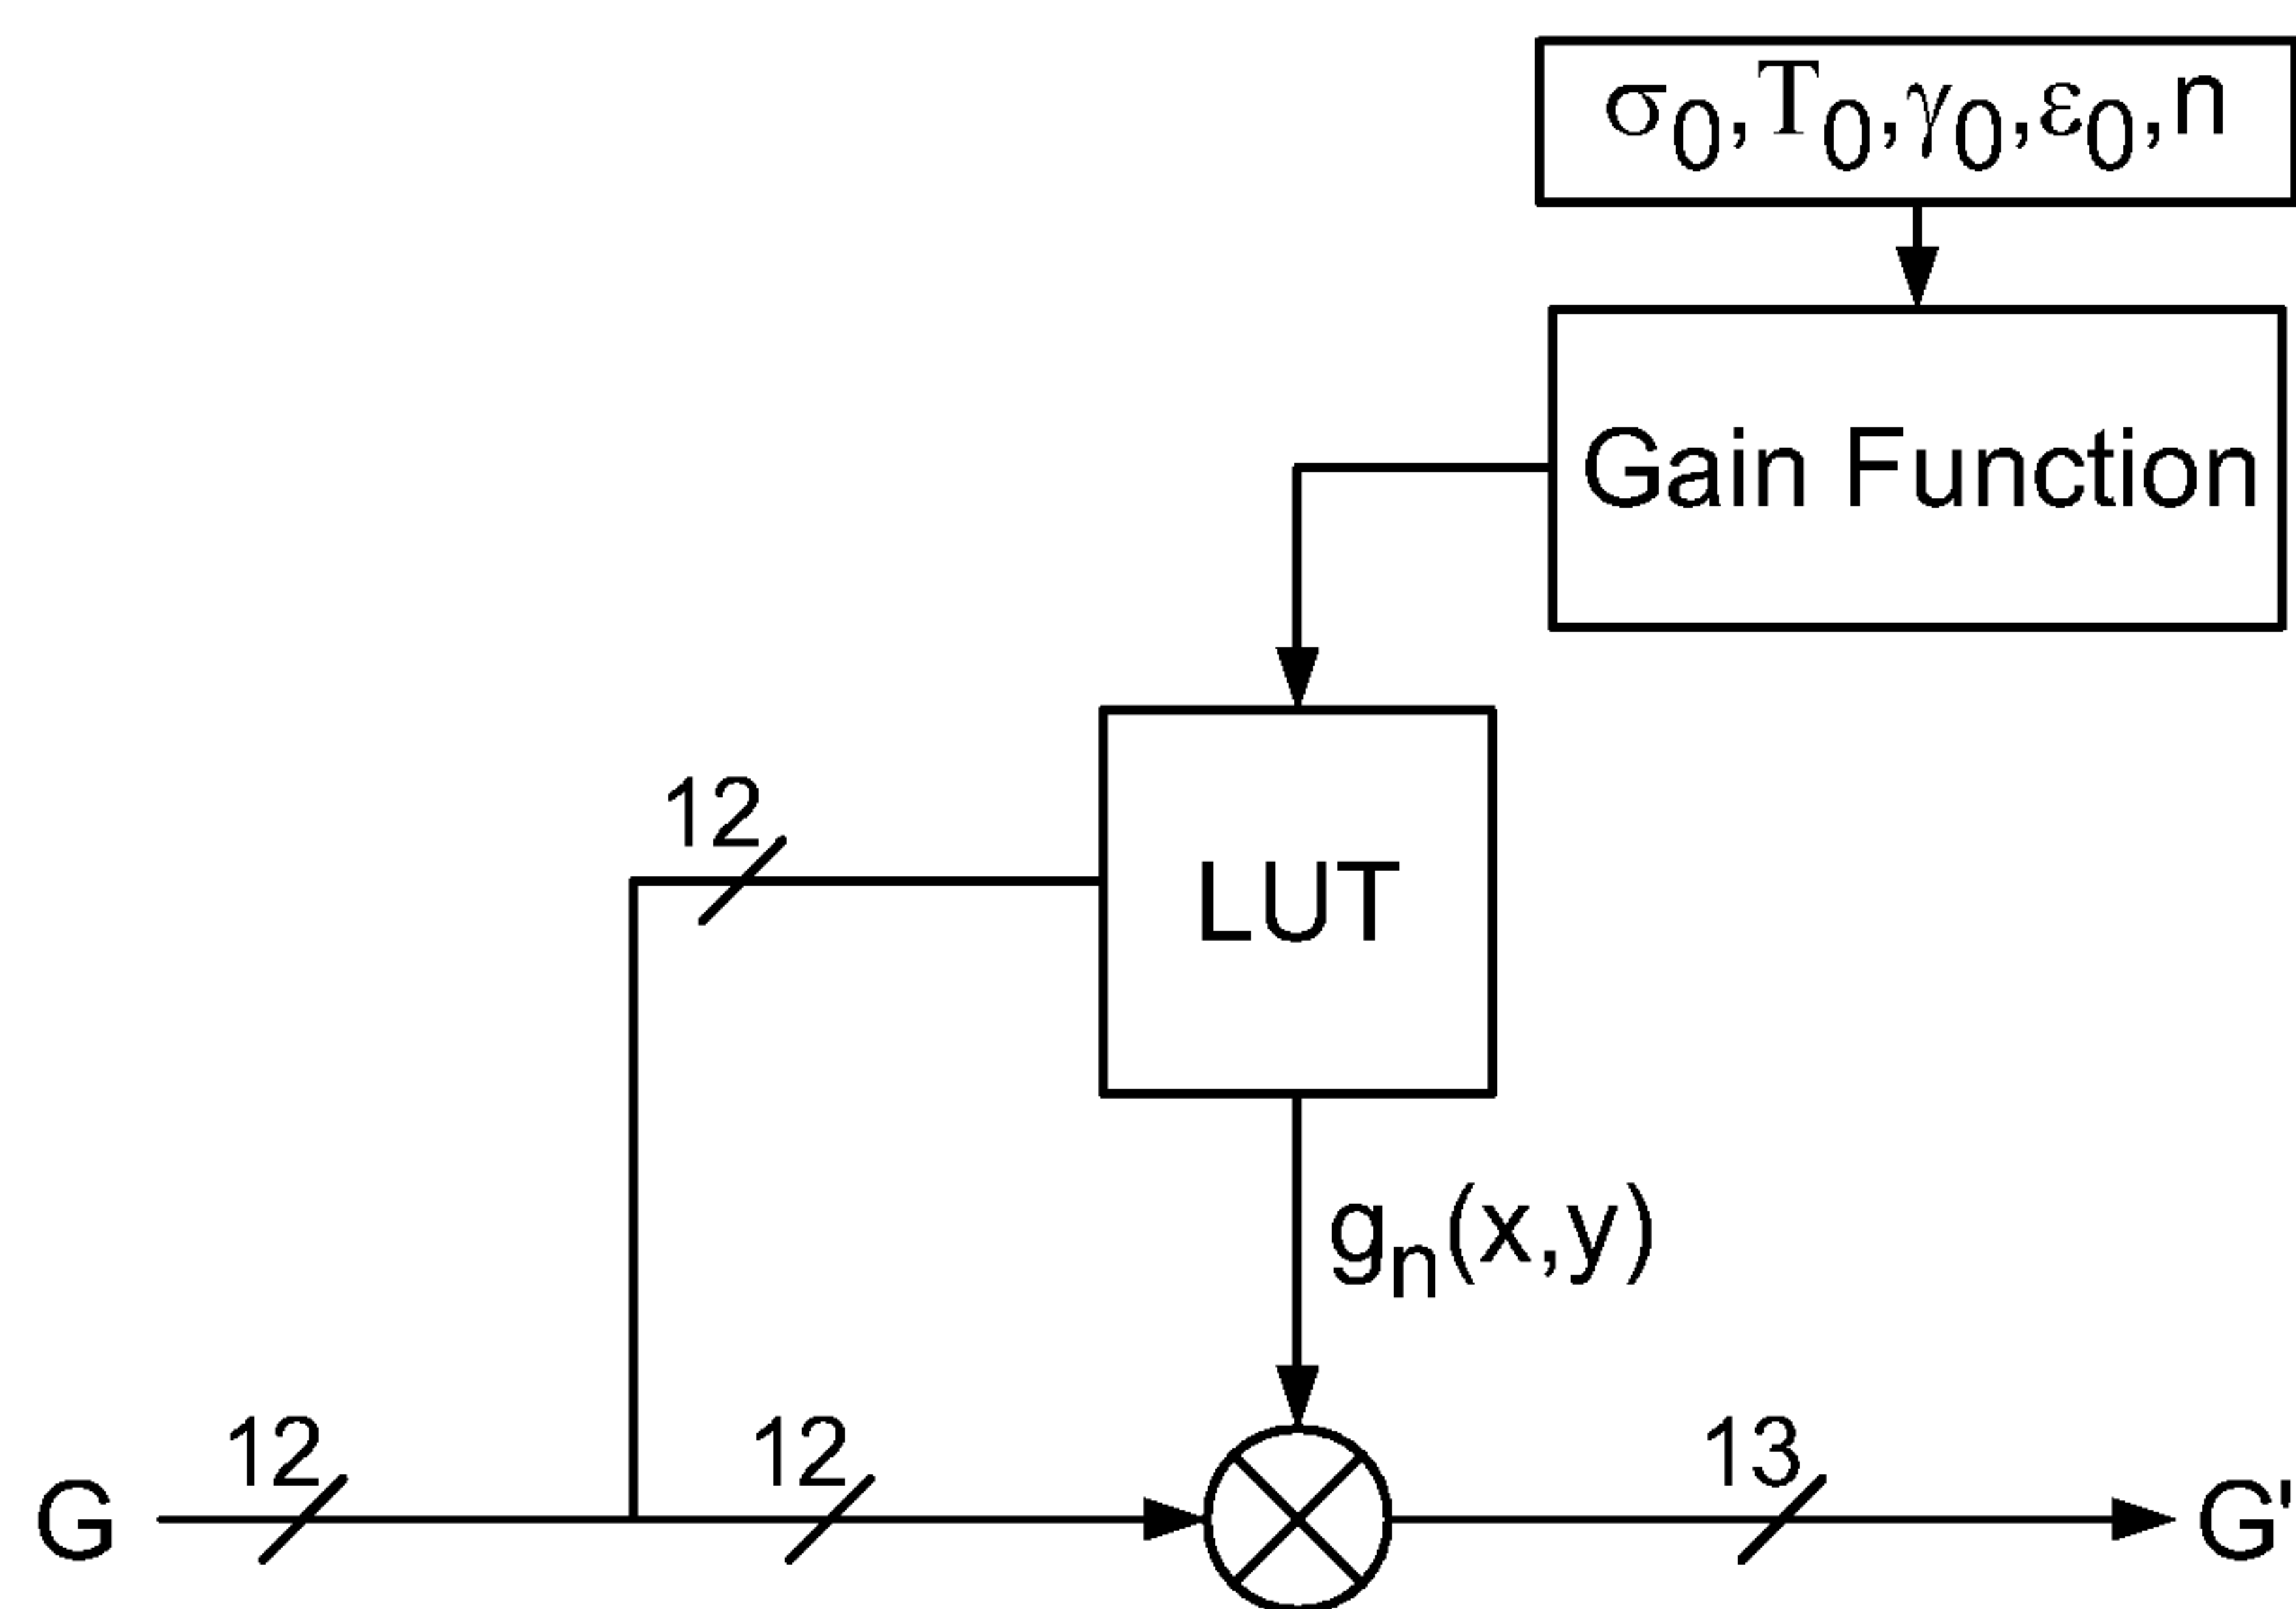 σ₀,T₀,γ₀,ε₀,n
Gain Function
12
LUT
gₙ(x,y)
12
12
13
G
G'